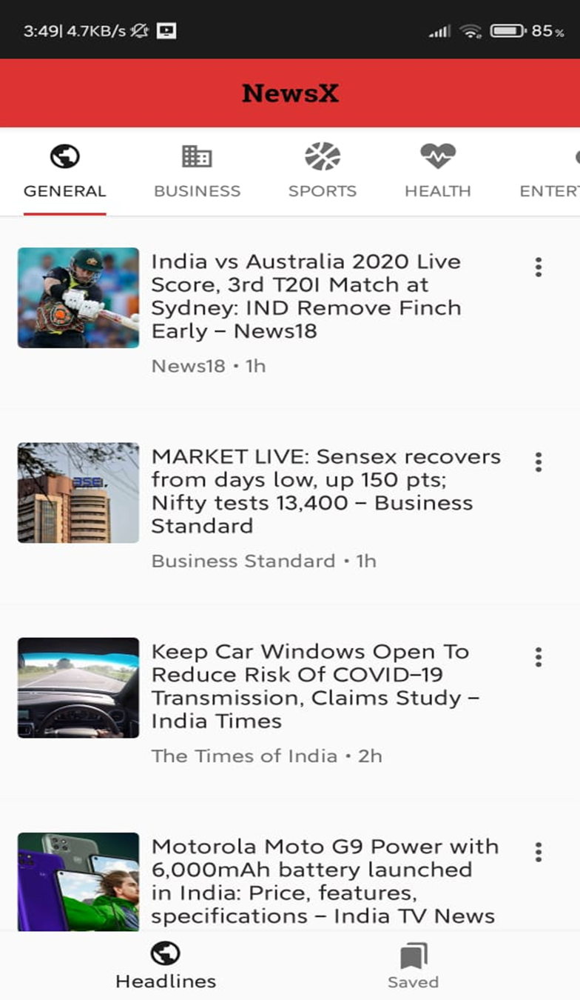 3:49| 4.7KB/s 85%
NewsX
GENERAL BUSINESS SPORTS HEALTH ENTER
India vs Australia 2020 Live
Score, 3rd T20I Match at
Sydney: IND Remove Finch
Early – News18
News18 • 1h
MARKET LIVE: Sensex recovers
from days low, up 150 pts;
Nifty tests 13,400 – Business
Standard
BSE
Business Standard • 1h
Keep Car Windows Open To
Reduce Risk Of COVID–19
Transmission, Claims Study –
India Times
The Times of India • 2h
Motorola Moto G9 Power with
6,000mAh battery launched
in India: Price, features,
specifications – India TV News
Headlines Saved